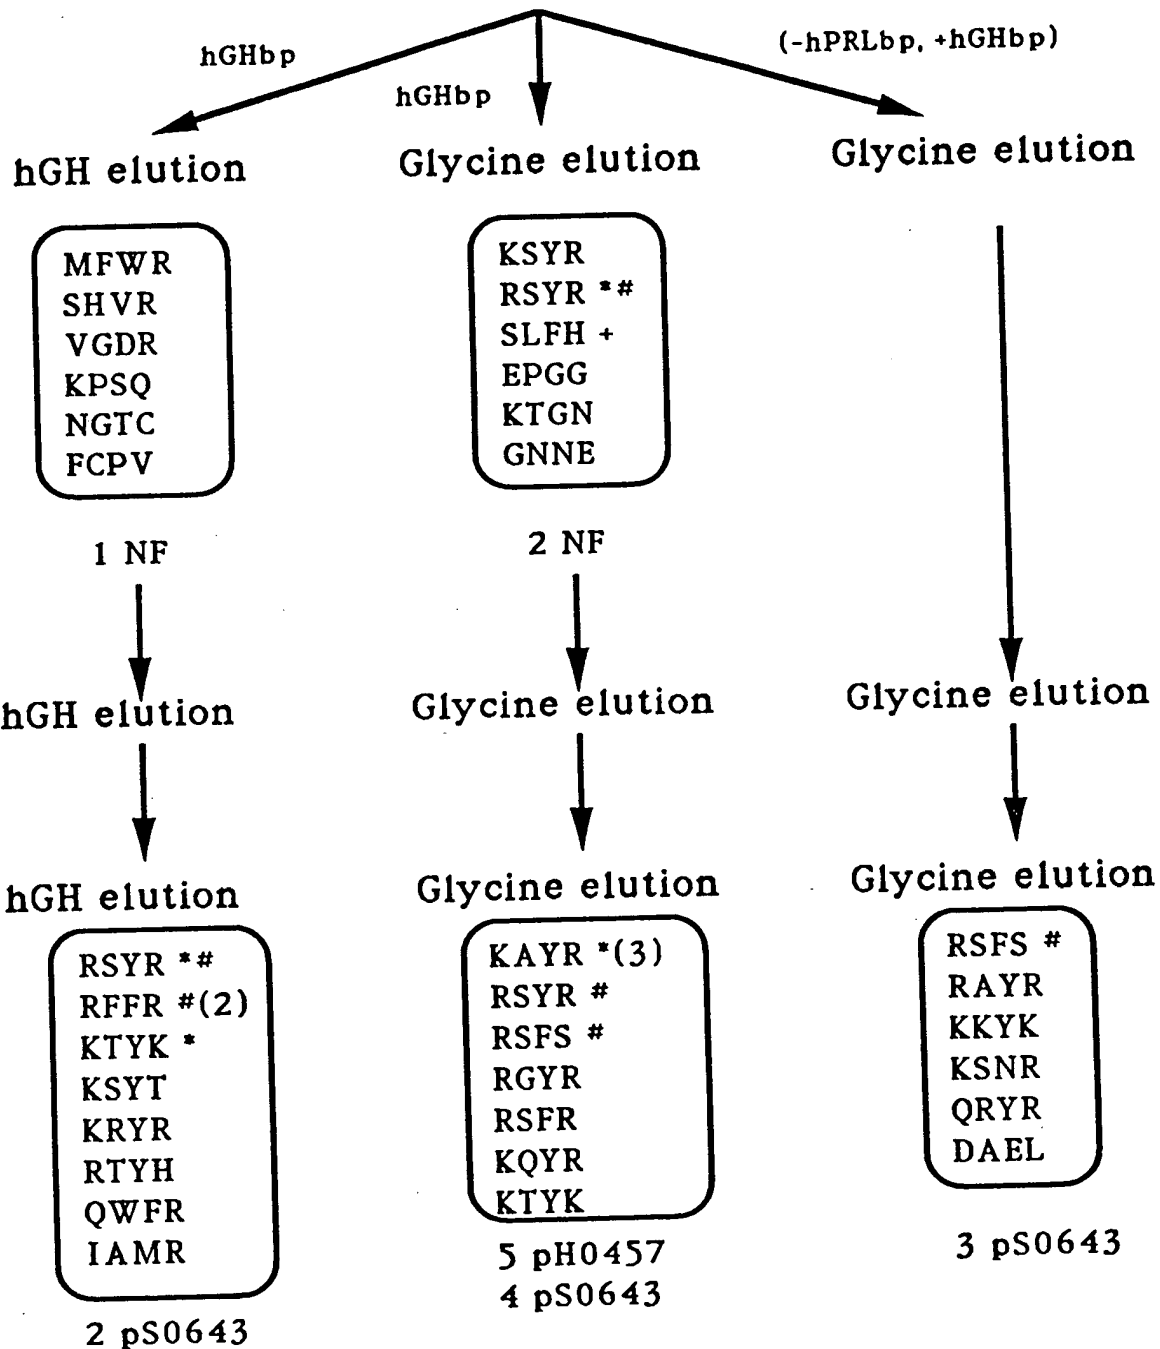 hGHbp
hGHbp
(-hPRLbp, +hGHbp)
hGH elution
Glycine elution
Glycine elution
MFWR
SHVR
VGDR
KPSQ
NGTC
FCPV
1 NF
KSYR
RSYR *#
SLFH +
EPGG
KTGN
GNNE
2 NF
hGH elution
Glycine elution
Glycine elution
hGH elution
Glycine elution
Glycine elution
RSYR *#
RFFR #(2)
KTYK *
KSYT
KRYR
RTYH
QWFR
IAMR
2 pS0643
KAYR *(3)
RSYR #
RSFS #
RGYR
RSFR
KQYR
KTYK
5 pH0457
4 pS0643
RSFS #
RAYR
KKYK
KSNR
QRYR
DAEL
3 pS0643